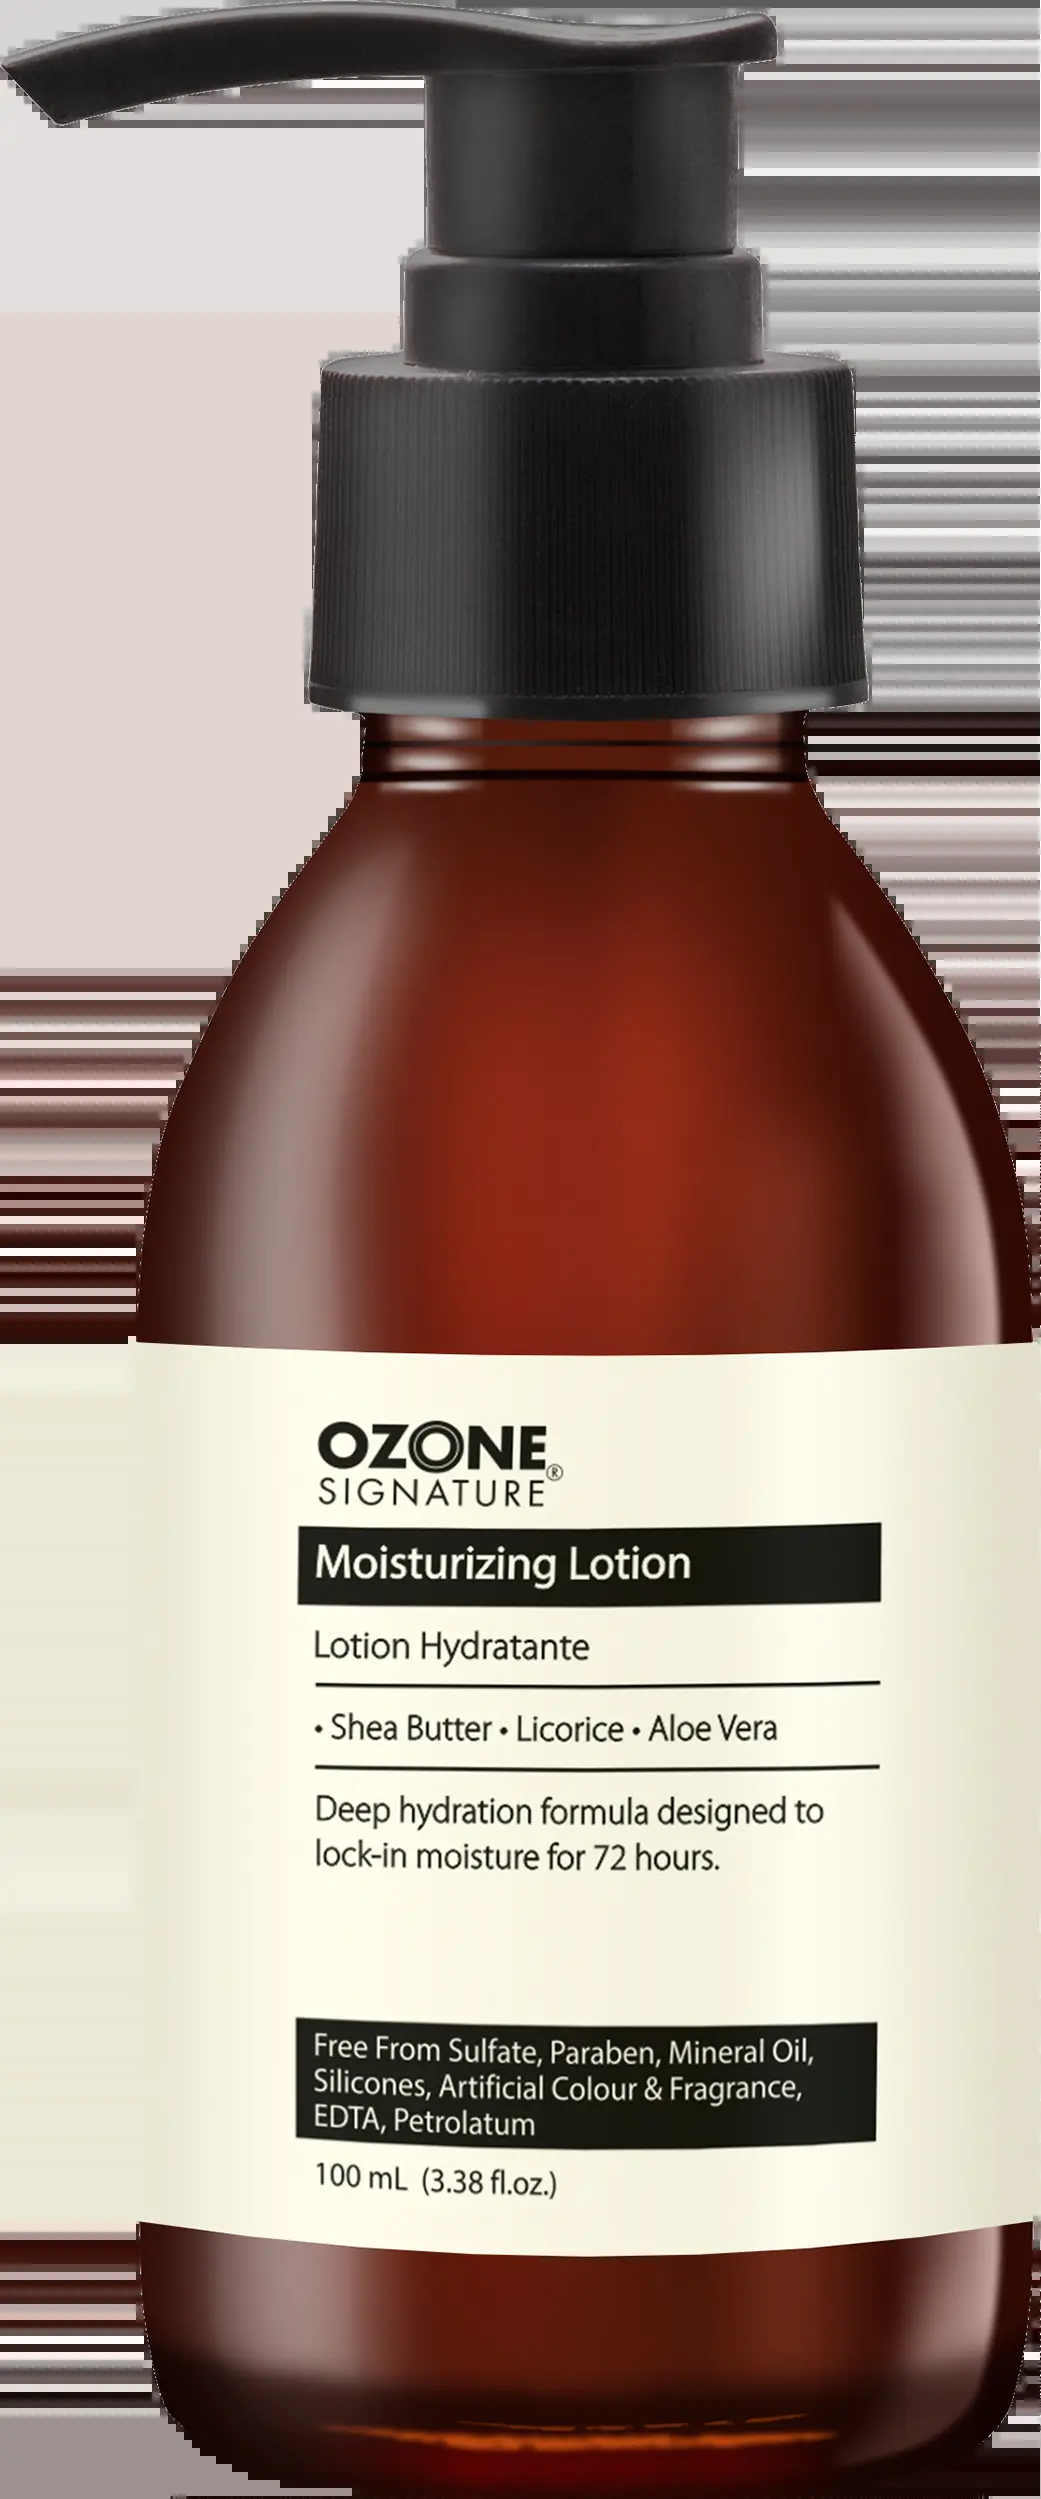 OZONE®
SIGNATURE
Moisturizing Lotion
Lotion Hydratante
• Shea Butter • Licorice • Aloe Vera
Deep hydration formula designed to
lock-in moisture for 72 hours.
Free From Sulfate, Paraben, Mineral Oil,
Silicones, Artificial Colour & Fragrance,
EDTA, Petrolatum
100 mL (3.38 fl.oz.)